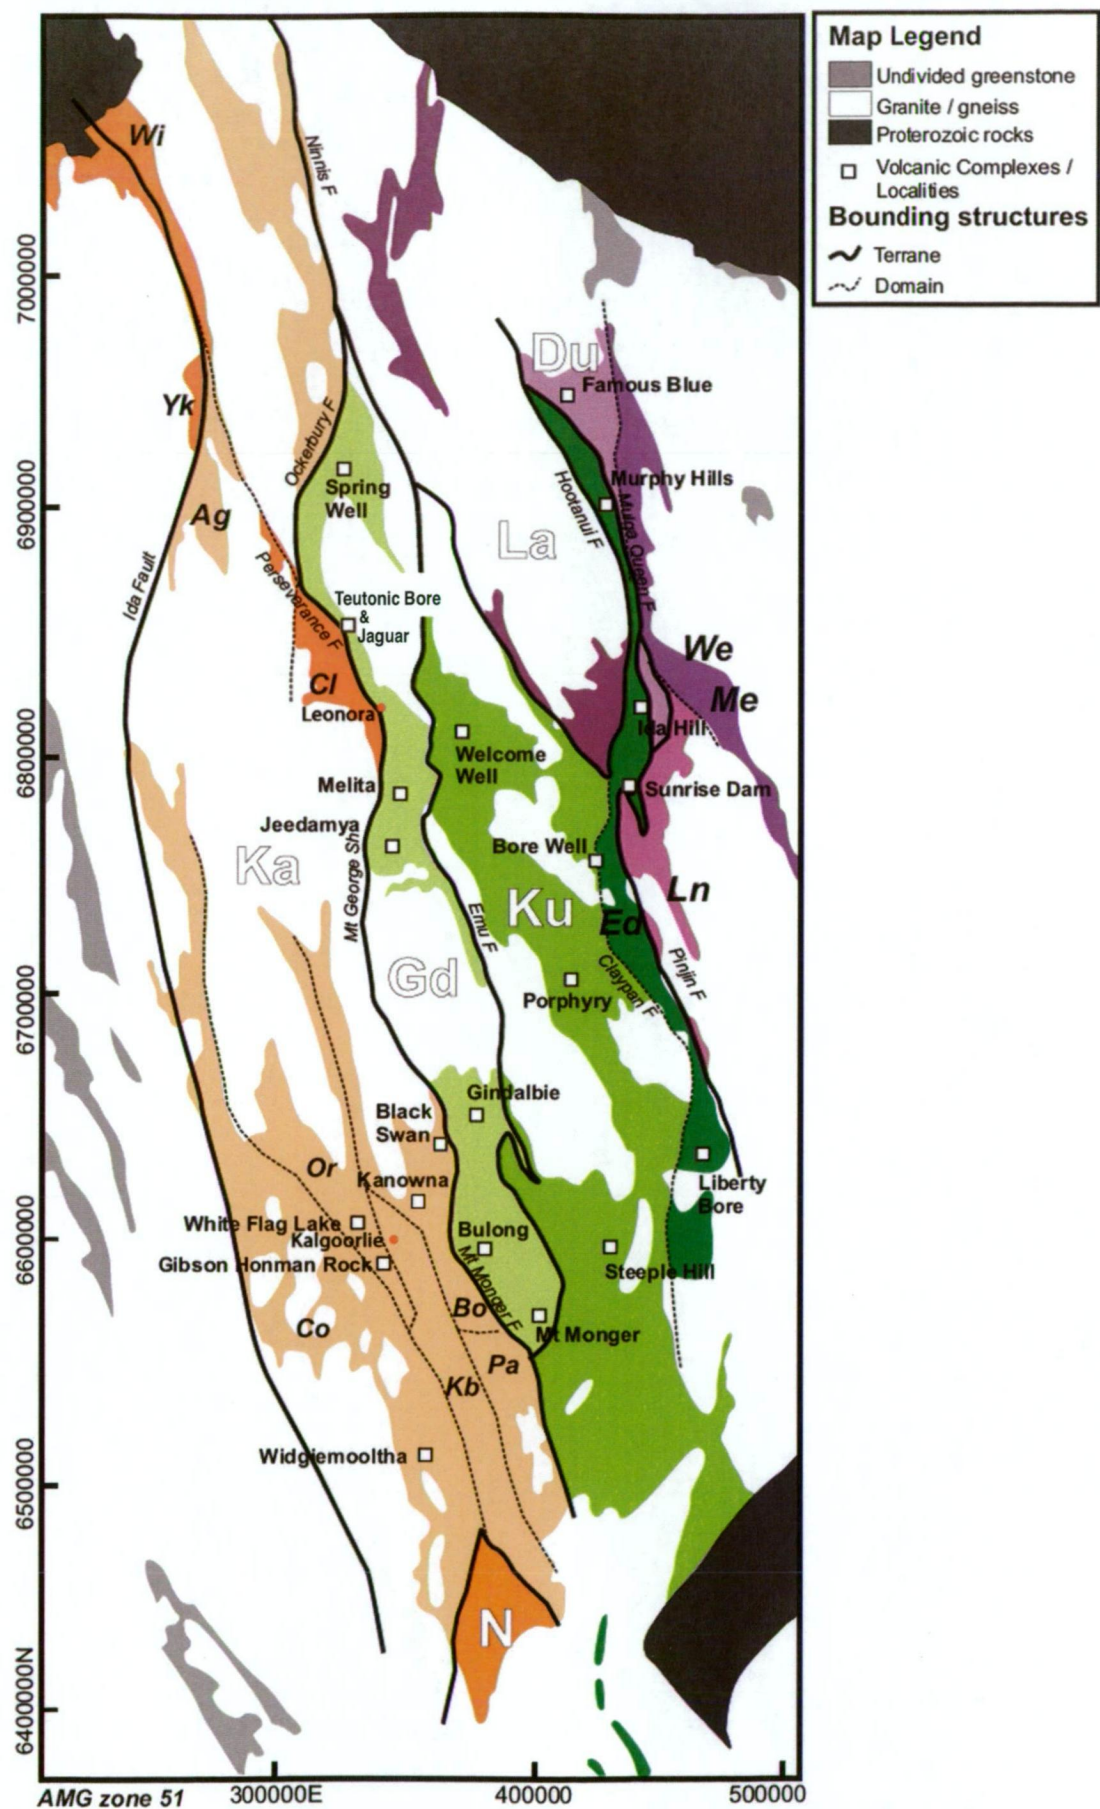 Map Legend
Undivided greenstone
Granite / gneiss
Proterozoic rocks
Volcanic Complexes /
Localities
Bounding structures
Terrane
Domain
Wi
Ninnis F
7000000
Du
Famous Blue
Yk
Ockerbury F
Spring
Well
Murphy Hills
Hootanui F
Mulga Queen F
6900000
Ag
La
Ida Fault
Perseverance F
Teutonic Bore
&
Jaguar
We
Me
Cl
Leonora
Ida Hill
6800000
Welcome
Well
Melita
Sunrise Dam
Jeedamya
Bore Well
Ka
Mt George Sh
Ku
Ln
Ed
Emu F
Gd
Claypan F
Pinjin F
6700000
Porphyry
Gindalbie
Black
Swan
Or
Kanowna
Liberty
Bore
White Flag Lake
Kalgoorlie
Bulong
6600000
Gibson Honman Rock
Mt Monger F
Steeple Hill
Bo
Co
Mt Monger
Pa
Kb
Widgiemooltha
6500000
N
6400000N
AMG zone 51
300000E
400000
500000